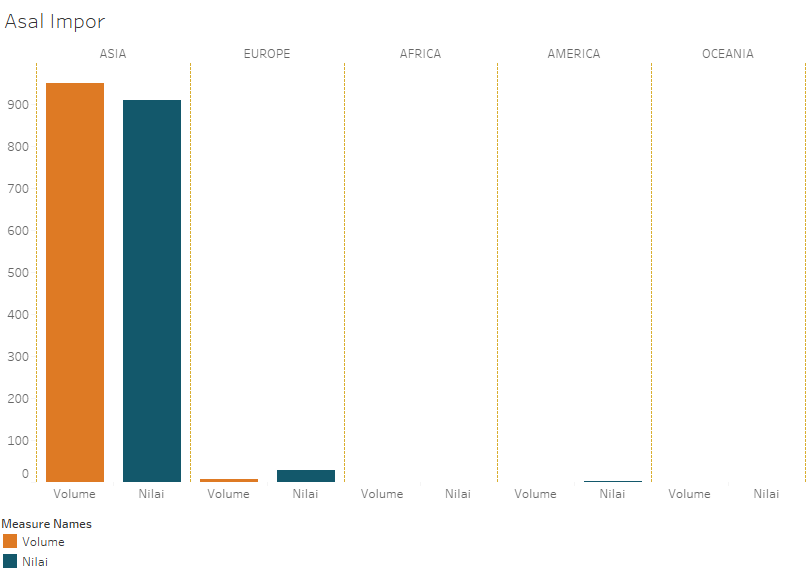 Asal Impor
ASIA EUROPE AFRICA AMERICA OCEANIA
900
800
700
600
500
400
300
200
100
0
Volume Nilai Volume Nilai Volume Nilai Volume Nilai Volume Nilai
Measure Names
Volume
Nilai